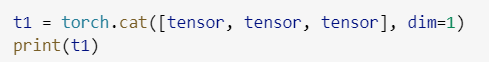 t1 = torch.cat([tensor, tensor, tensor], dim=1)
print(t1)